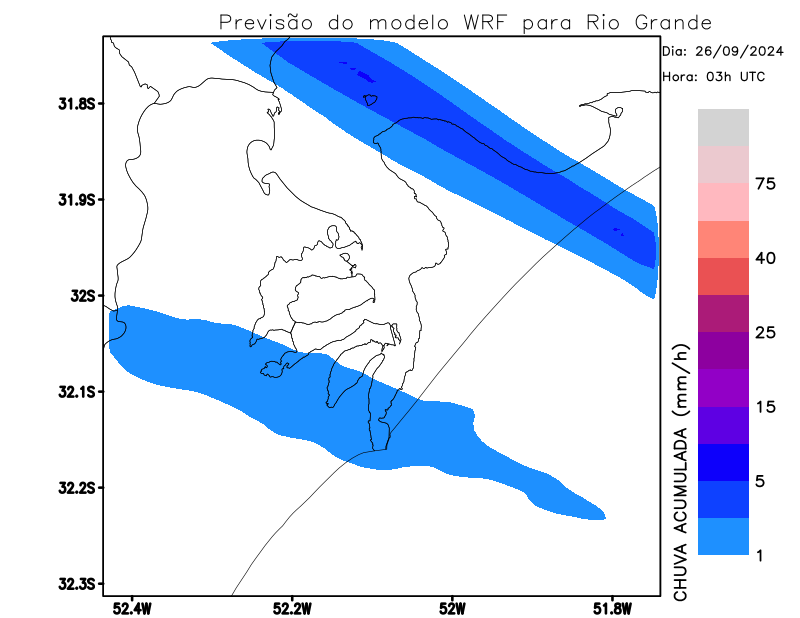 Previsão do modelo WRF para Rio Grande
Dia: 26/09/2024
Hora: 03h UTC
31.8S
31.9S
32S
32.1S
32.2S
32.3S
52.4W
52.2W
52W
51.8W
75
40
25
15
5
1
CHUVA ACUMULADA (mm/h)